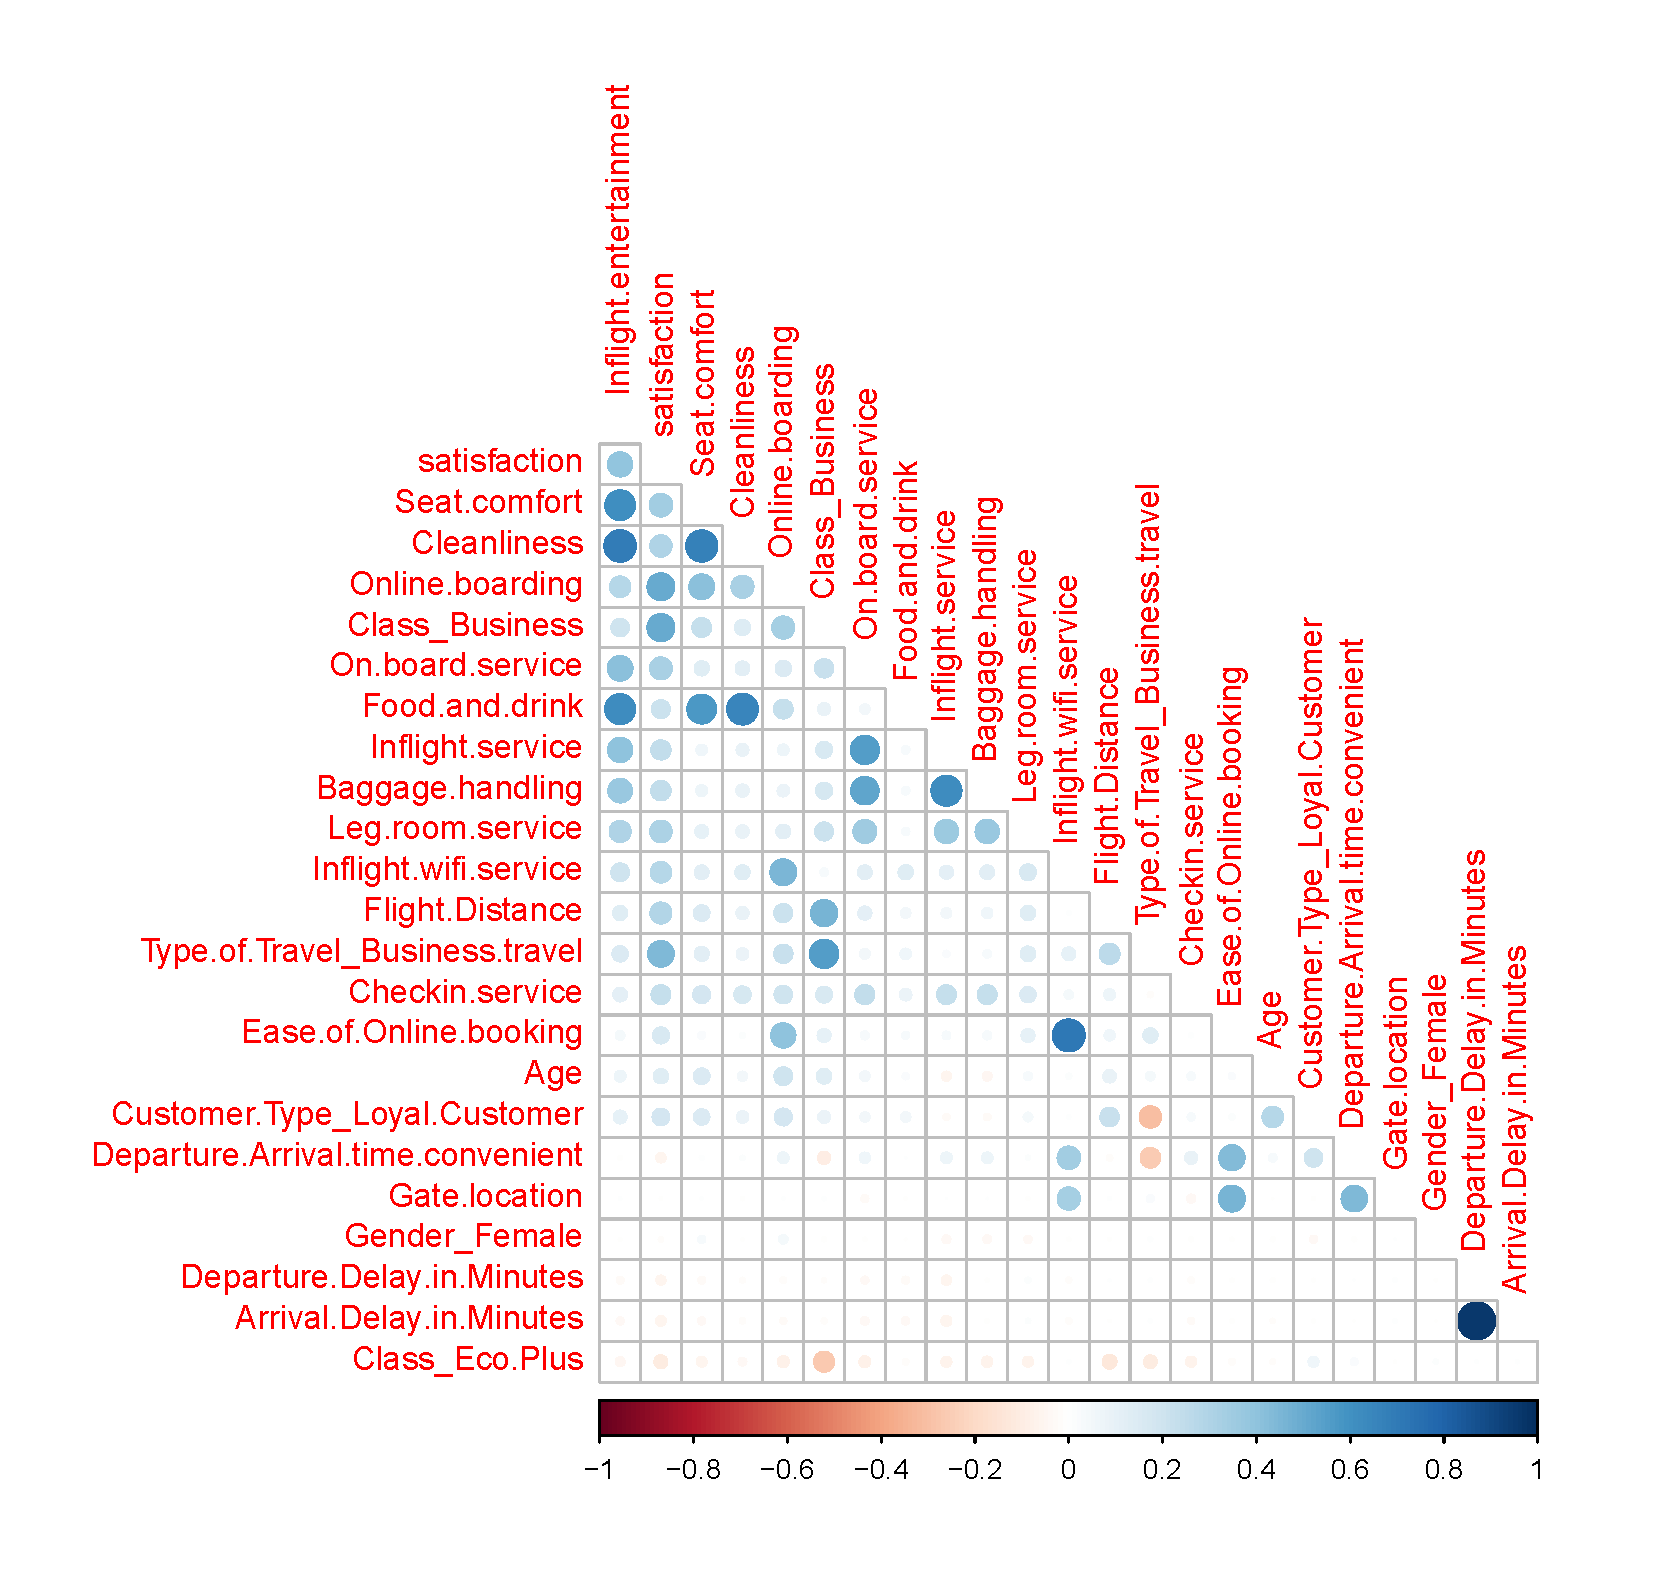 Inflight.entertainment
satisfaction
Seat.comfort
Cleanliness
Online.boarding
Class_Business
On.board.service
Food.and.drink
Inflight.service
Baggage.handling
Leg.room.service
Inflight.wifi.service
Flight.Distance
Type.of.Travel_Business.travel
Checkin.service
Ease.of.Online.booking
Age
Customer.Type_Loyal.Customer
Departure.Arrival.time.convenient
Gate.location
Gender_Female
Departure.Delay.in.Minutes
Arrival.Delay.in.Minutes
satisfaction
Seat.comfort
Cleanliness
Online.boarding
Class_Business
On.board.service
Food.and.drink
Inflight.service
Baggage.handling
Leg.room.service
Inflight.wifi.service
Flight.Distance
Type.of.Travel_Business.travel
Checkin.service
Ease.of.Online.booking
Age
Customer.Type_Loyal.Customer
Departure.Arrival.time.convenient
Gate.location
Gender_Female
Departure.Delay.in.Minutes
Arrival.Delay.in.Minutes
Class_Eco.Plus
−1 −0.8 −0.6 −0.4 −0.2 0 0.2 0.4 0.6 0.8 1